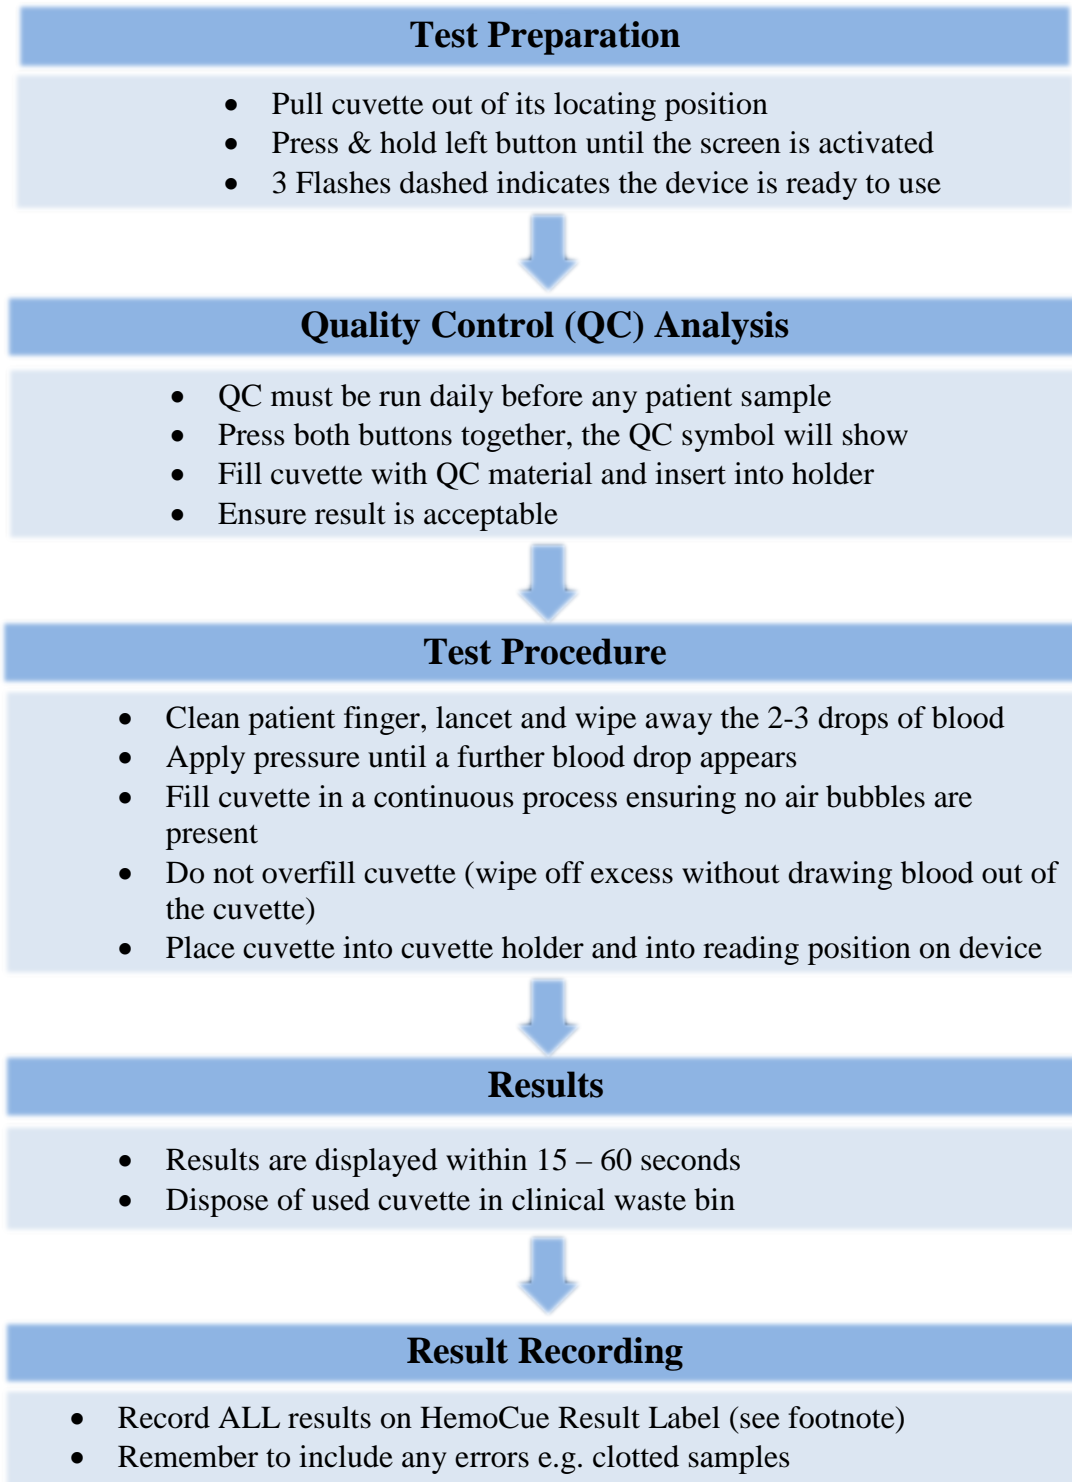 Test Preparation
• Pull cuvette out of its locating position
• Press & hold left button until the screen is activated
• 3 Flashes dashed indicates the device is ready to use
Quality Control (QC) Analysis
• QC must be run daily before any patient sample
• Press both buttons together, the QC symbol will show
• Fill cuvette with QC material and insert into holder
• Ensure result is acceptable
Test Procedure
• Clean patient finger, lancet and wipe away the 2-3 drops of blood
• Apply pressure until a further blood drop appears
• Fill cuvette in a continuous process ensuring no air bubbles are
present
• Do not overfill cuvette (wipe off excess without drawing blood out of
the cuvette)
• Place cuvette into cuvette holder and into reading position on device
Results
• Results are displayed within 15 – 60 seconds
• Dispose of used cuvette in clinical waste bin
Result Recording
• Record ALL results on HemoCue Result Label (see footnote)
• Remember to include any errors e.g. clotted samples